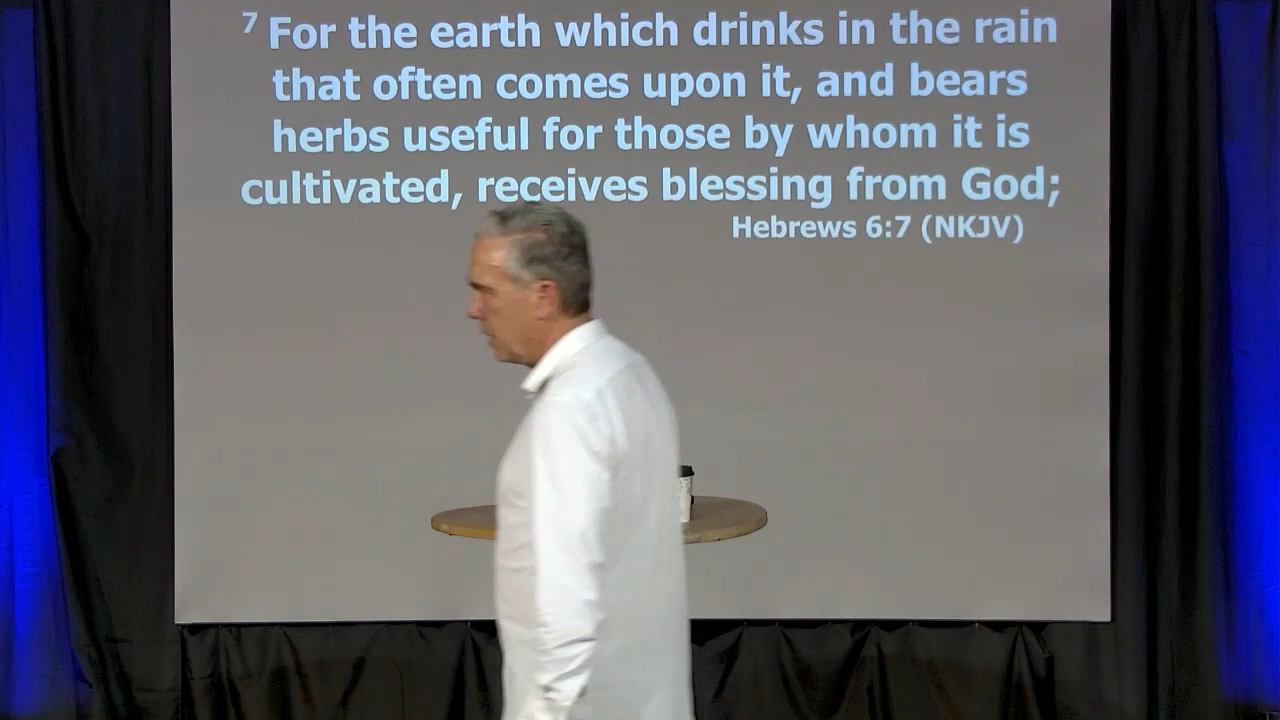 7 For the earth which drinks in the rain
that often comes upon it, and bears
herbs useful for those by whom it is
cultivated, receives blessing from God;
Hebrews 6:7 (NKJV)